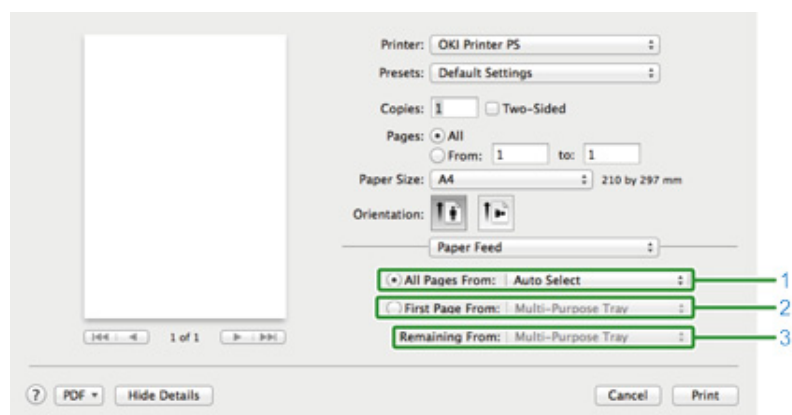 Printer: OKI Printer PS
Presets: Default Settings
Copies: 1 Two-Sided
Pages: All
From: 1 to: 1
Paper Size: A4 210 by 297 mm
Orientation:
Paper Feed
All Pages From: Auto Select 1
First Page From: Multi-Purpose Tray 2
Remaining From: Multi-Purpose Tray 3
1 of 1
? PDF Hide Details Cancel Print